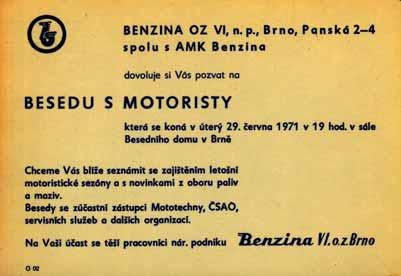 BENZINA OZ VI, n. p., Brno, Panská 2–4
spolu s AMK Benzina
dovoluje si Vás pozvat na
BESEDU S MOTORISTY
která se koná v úterý 29. června 1971 v 19 hod. v sále
Besedního domu v Brně
Chceme Vás blíže seznámit se zajištěním letošní
motoristické sezóny a s novinkami z oboru paliv
a maziv.
Besedy se zúčastní zástupci Mototechny, ČSAO,
servisních služeb a dalších organizací.
Na Vaši účast se těší pracovníci nár. podniku Benzina VI. o. z. Brno
G 02